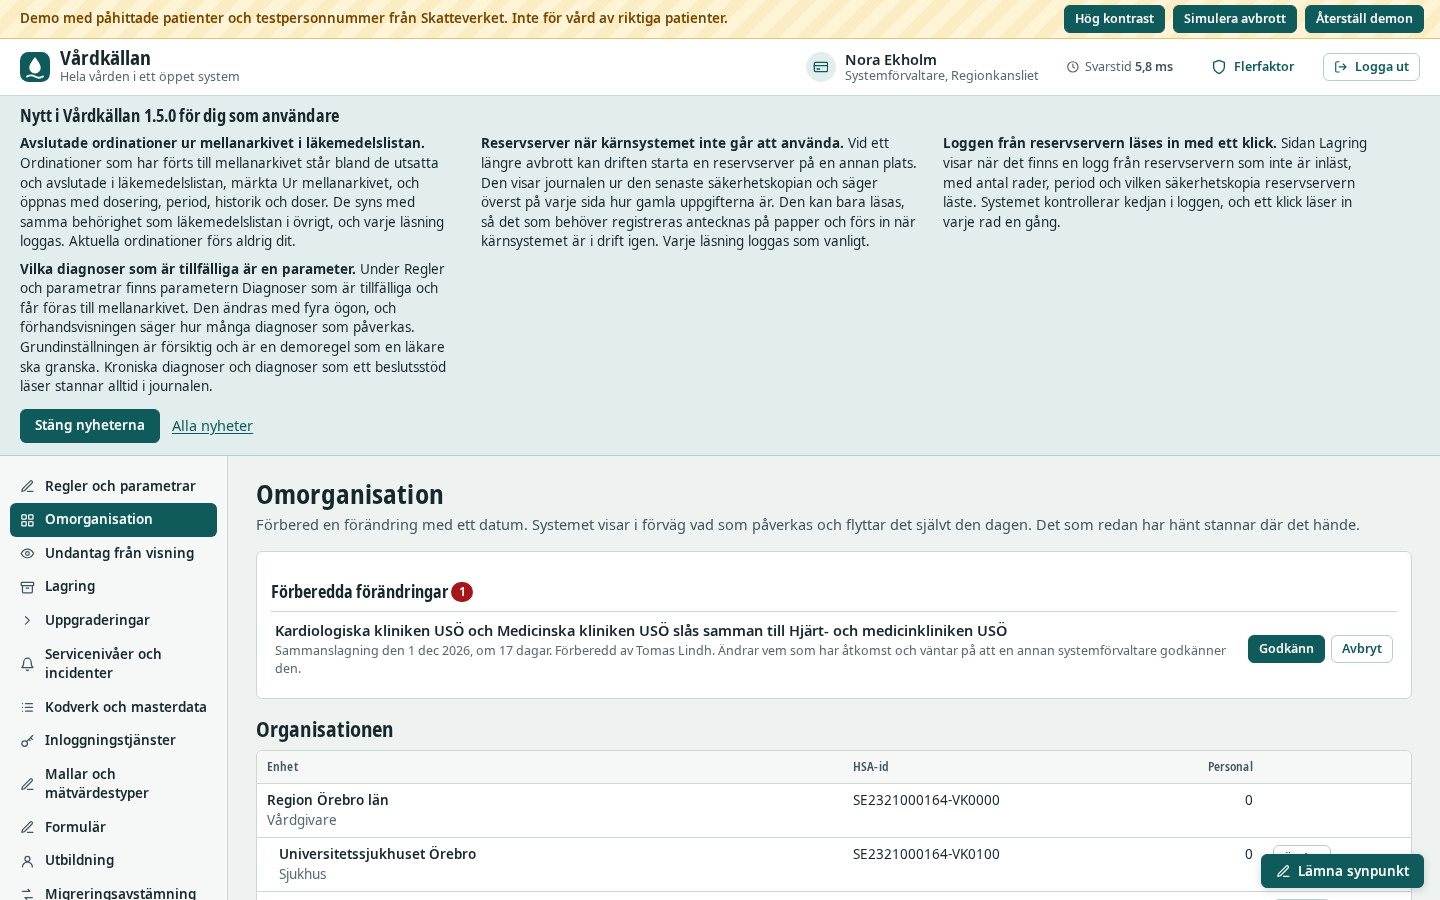 Demo med påhittade patienter och testpersonnummer från Skatteverket. Inte för vård av riktiga patienter.
Hög kontrast
Simulera avbrott
Återställ demon
Vårdkällan
Hela vården i ett öppet system
Nora Ekholm
Systemförvaltare, Regionkansliet
Svarstid 5,8 ms
Flerfaktor
Logga ut
Nytt i Vårdkällan 1.5.0 för dig som användare
Avslutade ordinationer ur mellanarkivet i läkemedelslistan.
Ordinationer som har förts till mellanarkivet står bland de utsatta
och avslutade i läkemedelslistan, märkta Ur mellanarkivet, och
öppnas med dosering, period, historik och doser. De syns med
samma behörighet som läkemedelslistan i övrigt, och varje läsning
loggas. Aktuella ordinationer förs aldrig dit.
Vilka diagnoser som är tillfälliga är en parameter. Under Regler
och parametrar finns parametern Diagnoser som är tillfälliga och
får föras till mellanarkivet. Den ändras med fyra ögon, och
förhandsvisningen säger hur många diagnoser som påverkas.
Grundinställningen är försiktig och är en demoregel som en läkare
ska granska. Kroniska diagnoser och diagnoser som ett beslutsstöd
läser stannar alltid i journalen.
Reservserver när kärnsystemet inte går att använda. Vid ett
längre avbrott kan driften starta en reservserver på en annan plats.
Den visar journalen ur den senaste säkerhetskopian och säger
överst på varje sida hur gamla uppgifterna är. Den kan bara läsas,
så det som behöver registreras antecknas på papper och förs in när
kärnsystemet är i drift igen. Varje läsning loggas som vanligt.
Loggen från reservservern läses in med ett klick. Sidan Lagring
visar när det finns en logg från reservservern som inte är inläst,
med antal rader, period och vilken säkerhetskopia reservservern
läste. Systemet kontrollerar kedjan i loggen, och ett klick läser in
varje rad en gång.
Stäng nyheterna
Alla nyheter
Regler och parametrar
Omorganisation
Undantag från visning
Lagring
Uppgraderingar
Servicenivåer och
incidenter
Kodverk och masterdata
Inloggningstjänster
Mallar och
mätvärdestyper
Formulär
Utbildning
Migreringsavstämning
Omorganisation
Förbered en förändring med ett datum. Systemet visar i förväg vad som påverkas och flyttar det självt den dagen. Det som redan har hänt stannar där det hände.
Förberedda förändringar 1
Kardiologiska kliniken USÖ och Medicinska kliniken USÖ slås samman till Hjärt- och medicinkliniken USÖ
Sammanslagning den 1 dec 2026, om 17 dagar. Förberedd av Tomas Lindh. Ändrar vem som har åtkomst och väntar på att en annan systemförvaltare godkänner
den.
Godkänn
Avbryt
Organisationen
Enhet
HSA-id
Personal
Region Örebro län
SE2321000164-VK0000
0
Vårdgivare
Universitetssjukhuset Örebro
SE2321000164-VK0100
0
Sjukhus
Lämna synpunkt